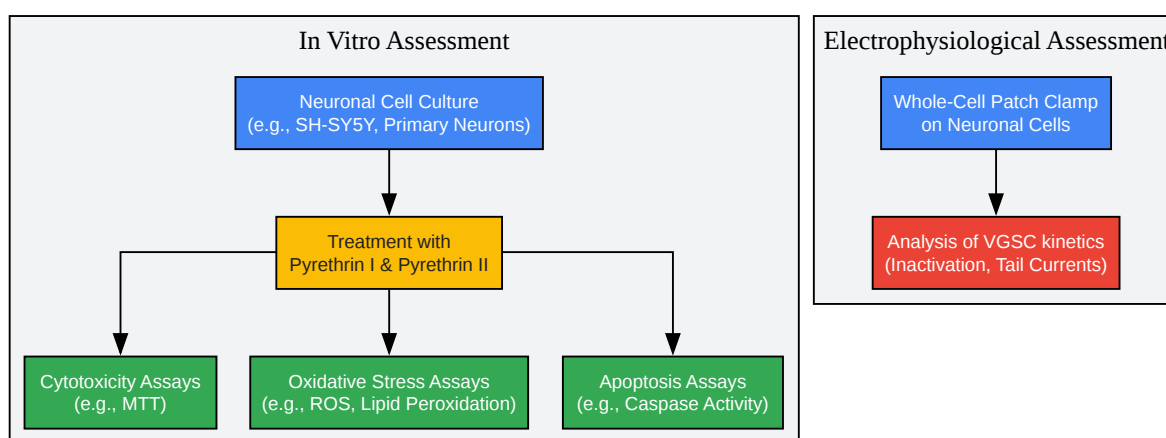 In Vitro Assessment
Neuronal Cell Culture
(e.g., SH-SY5Y, Primary Neurons)
Treatment with
Pyrethrin I & Pyrethrin II
Cytotoxicity Assays
(e.g., MTT)
Oxidative Stress Assays
(e.g., ROS, Lipid Peroxidation)
Apoptosis Assays
(e.g., Caspase Activity)
Electrophysiological Assessment
Whole-Cell Patch Clamp
on Neuronal Cells
Analysis of VGSC kinetics
(Inactivation, Tail Currents)